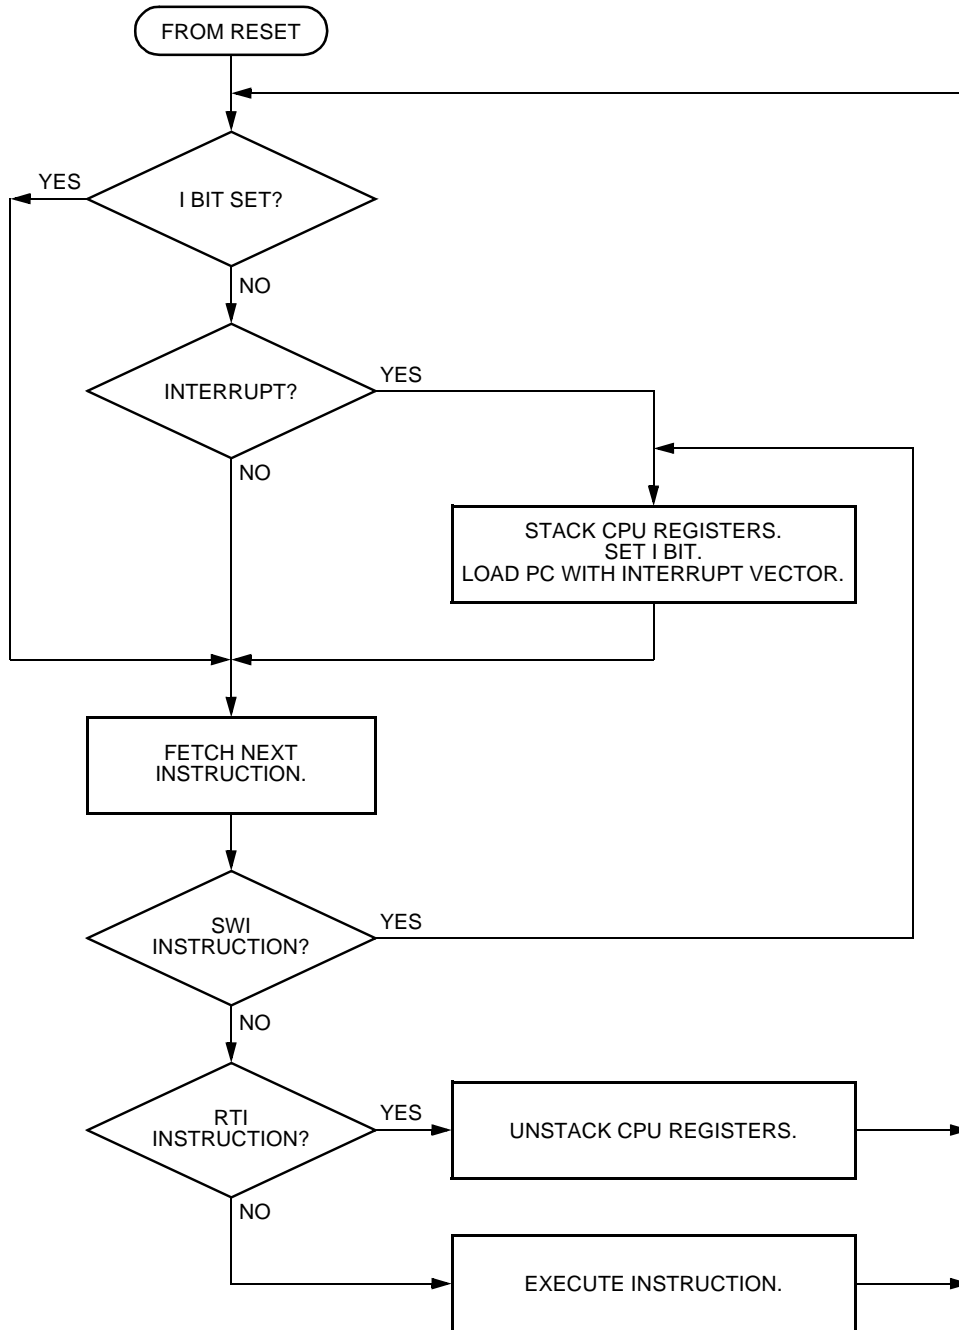 FROM RESET
YES
I BIT SET?
NO
INTERRUPT?
YES
NO
STACK CPU REGISTERS.
SET I BIT.
LOAD PC WITH INTERRUPT VECTOR.
FETCH NEXT
INSTRUCTION.
SWI
INSTRUCTION?
YES
NO
RTI
INSTRUCTION?
YES
UNSTACK CPU REGISTERS.
NO
EXECUTE INSTRUCTION.